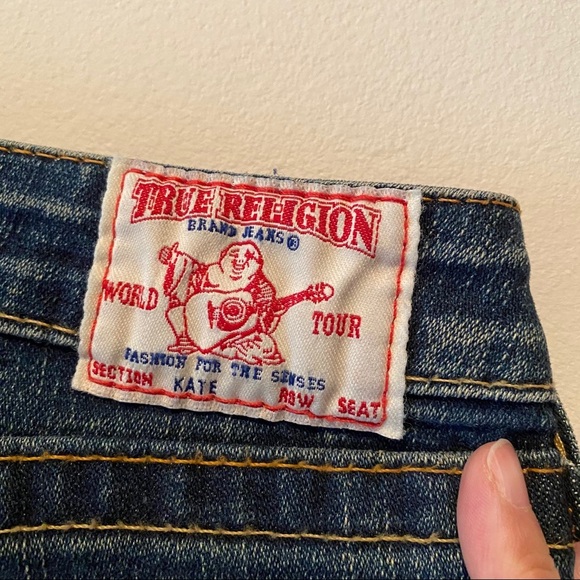 TRUE RELIGION
BRAND JEANS®
WORLD TOUR
FASHION FOR THE SENSES
SECTION KATE ROW SEAT